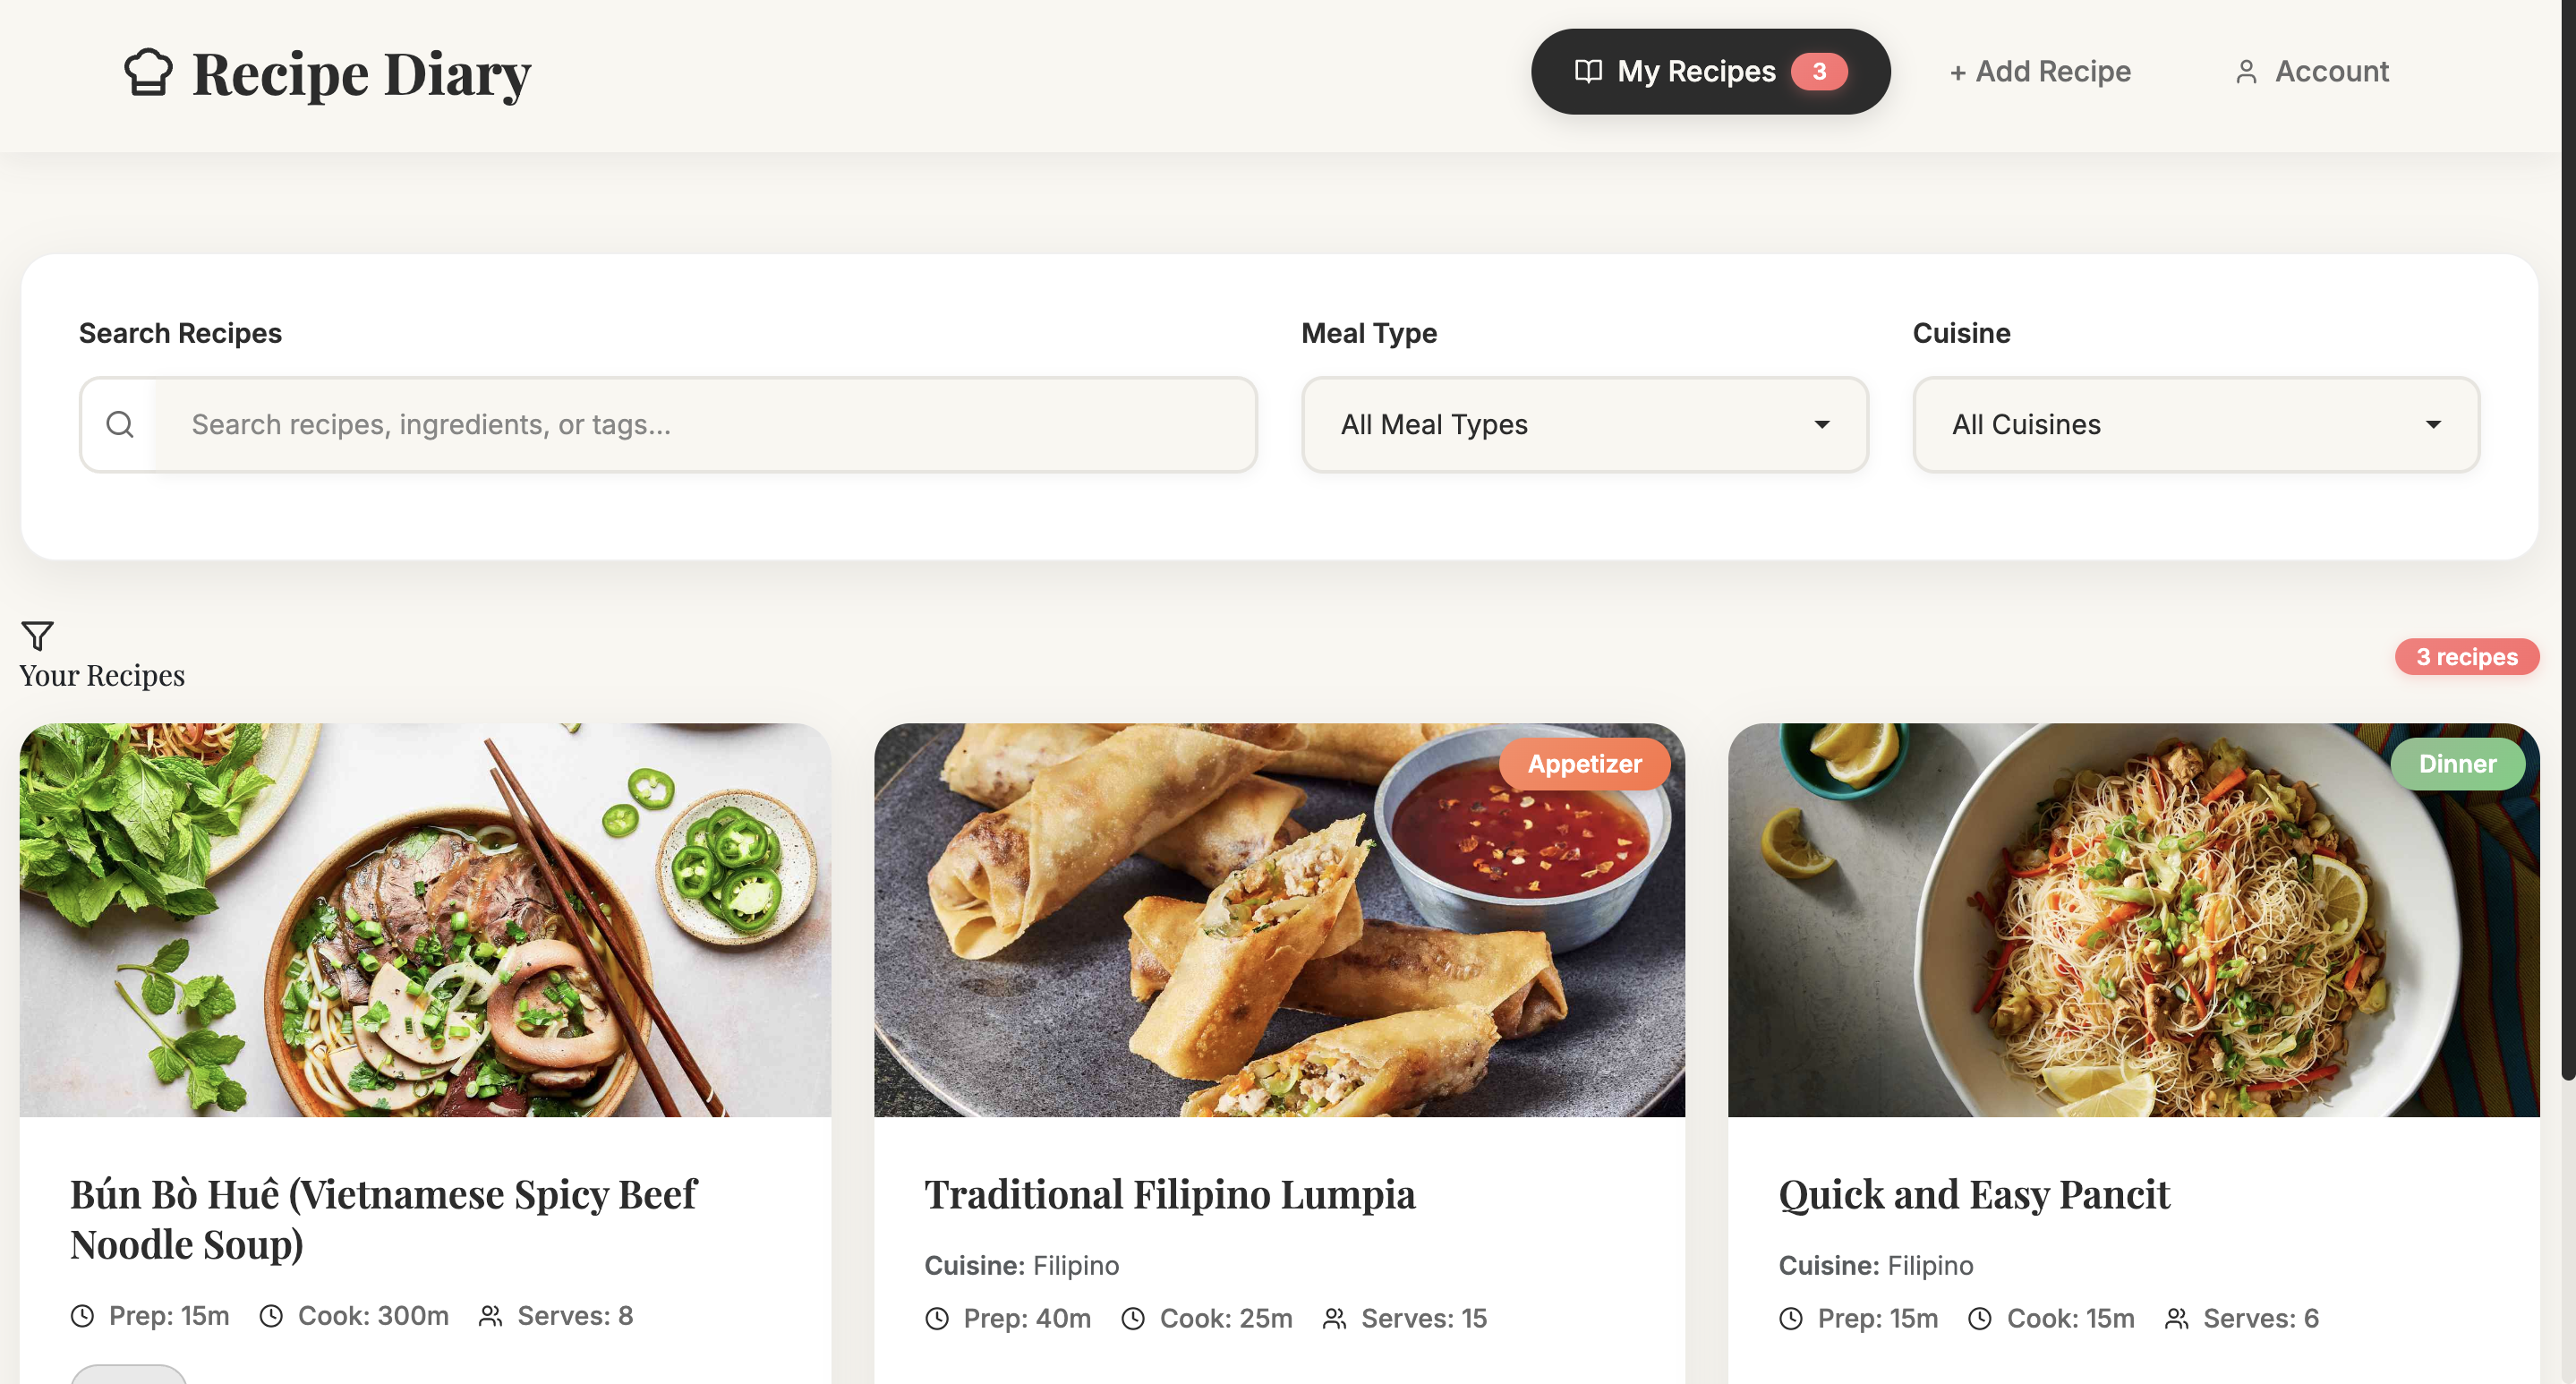 Recipe Diary
My Recipes 3
+ Add Recipe
Account
Search Recipes
Meal Type
Cuisine
Search recipes, ingredients, or tags...
All Meal Types
All Cuisines
Your Recipes
3 recipes
Appetizer
Dinner
Bún Bò Huê (Vietnamese Spicy Beef
Noodle Soup)
Prep: 15m Cook: 300m Serves: 8
Traditional Filipino Lumpia
Cuisine: Filipino
Prep: 40m Cook: 25m Serves: 15
Quick and Easy Pancit
Cuisine: Filipino
Prep: 15m Cook: 15m Serves: 6